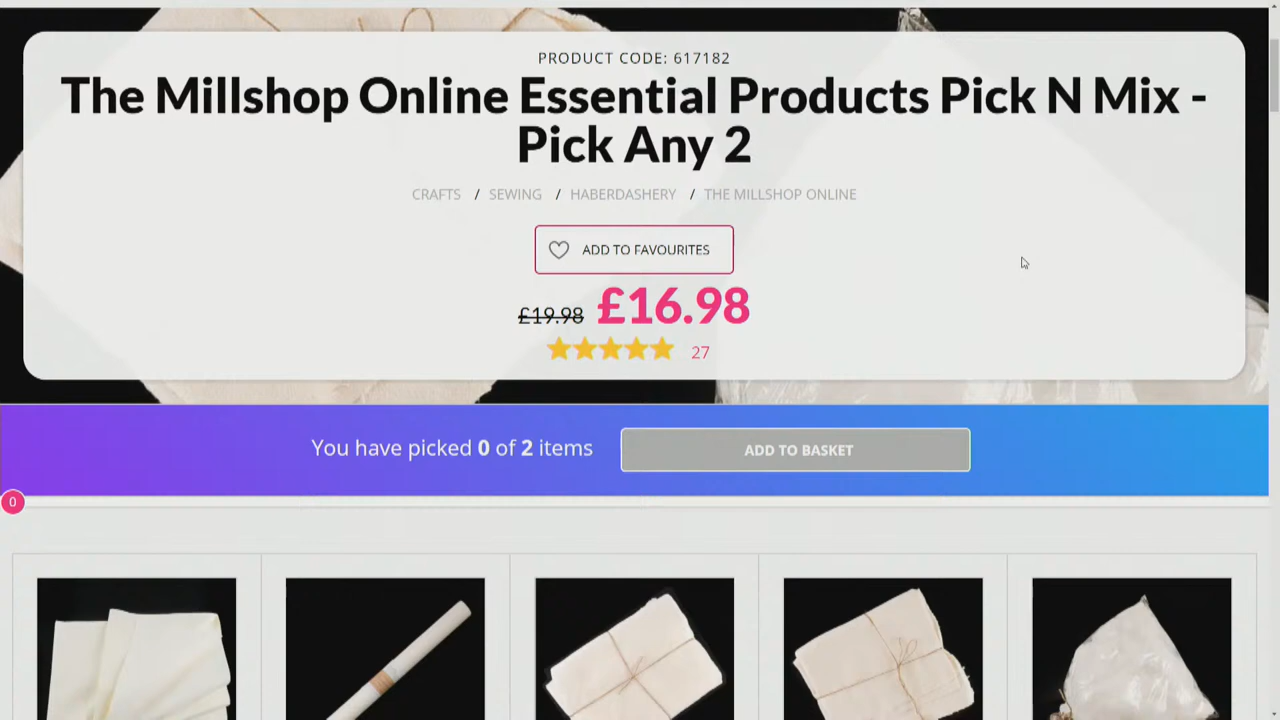 PRODUCT CODE: 617182
The Millshop Online Essential Products Pick N Mix -
Pick Any 2
CRAFTS / SEWING / HABERDASHERY / THE MILLSHOP ONLINE
ADD TO FAVOURITES
£19.98 £16.98
27
You have picked 0 of 2 items
ADD TO BASKET
0